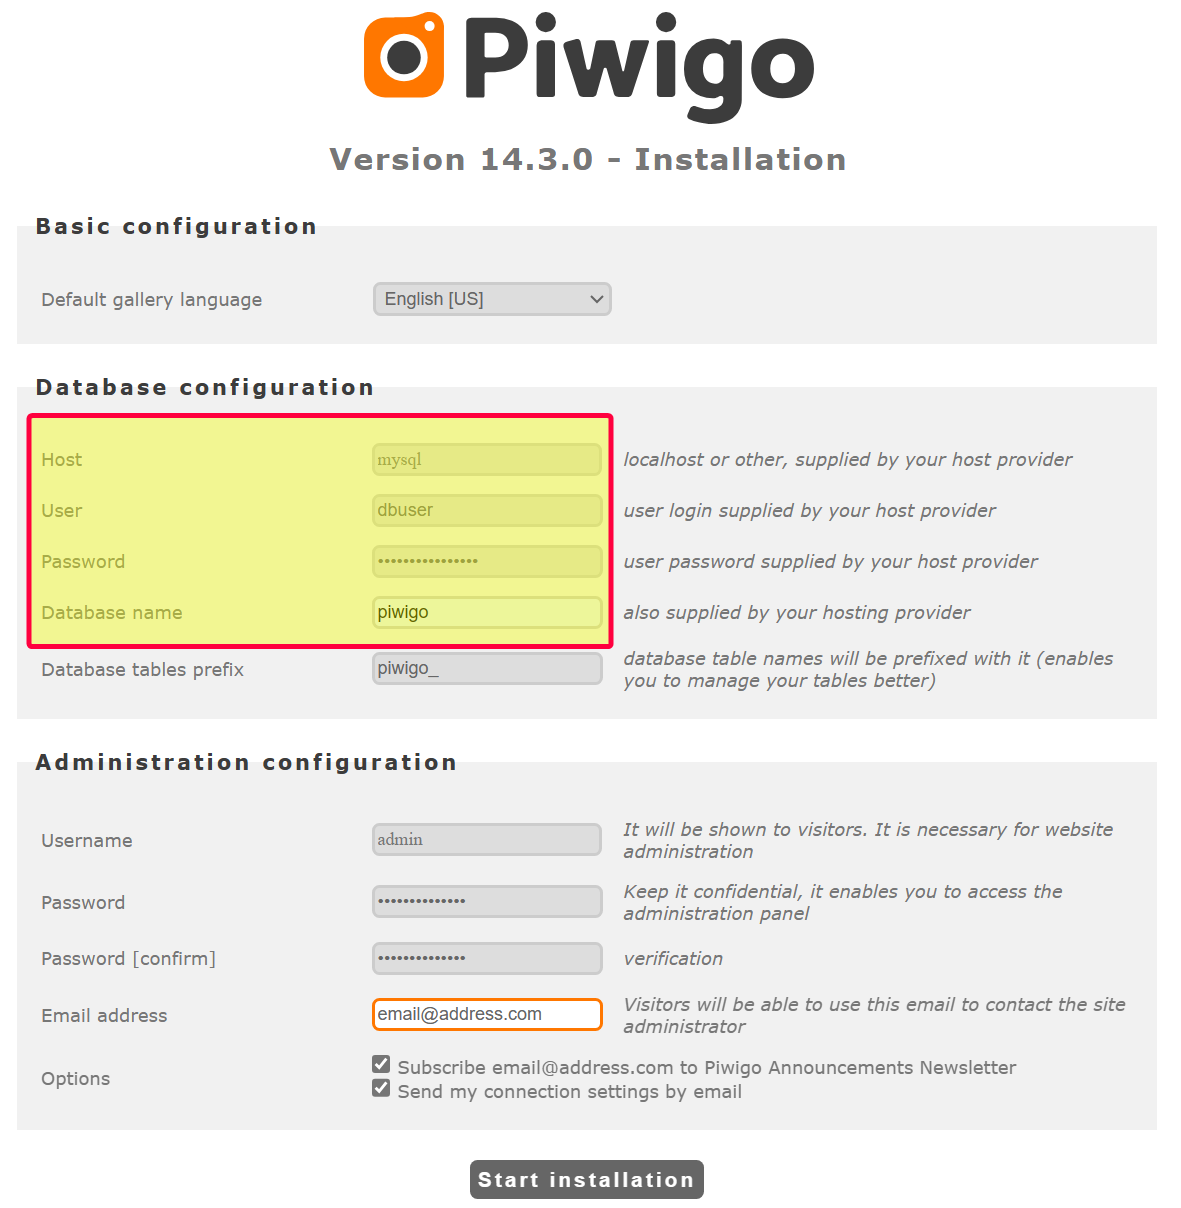 Piwigo
Version 14.3.0 - Installation
Basic configuration
Default gallery language
English [US]
Database configuration
Host
mysql
localhost or other, supplied by your host provider
User
dbuser
user login supplied by your host provider
Password
••••••••••••••••
user password supplied by your host provider
Database name
piwigo
also supplied by your hosting provider
Database tables prefix
piwigo_
database table names will be prefixed with it (enables
you to manage your tables better)
Administration configuration
Username
admin
It will be shown to visitors. It is necessary for website
administration
Password
••••••••••••••
Keep it confidential, it enables you to access the
administration panel
Password [confirm]
••••••••••••••
verification
Email address
email@address.com
Visitors will be able to use this email to contact the site
administrator
Options
Subscribe email@address.com to Piwigo Announcements Newsletter
Send my connection settings by email
Start installation